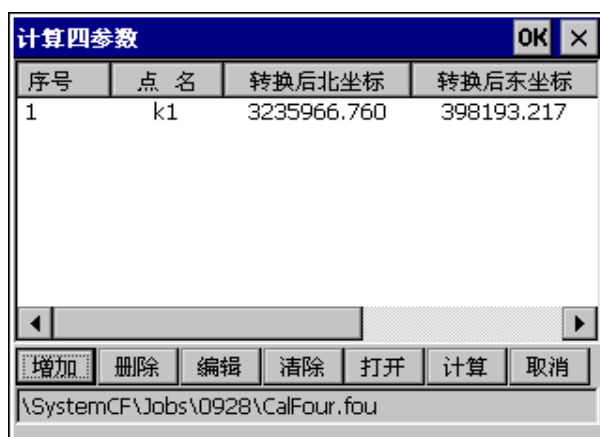 计算四参数 OK ×
序号 点 名 转换后北坐标 转换后东坐标
1 k1 3235966.760 398193.217
增加 删除 编辑 清除 打开 计算 取消
\SystemCF\Jobs\0928\CalFour.fou